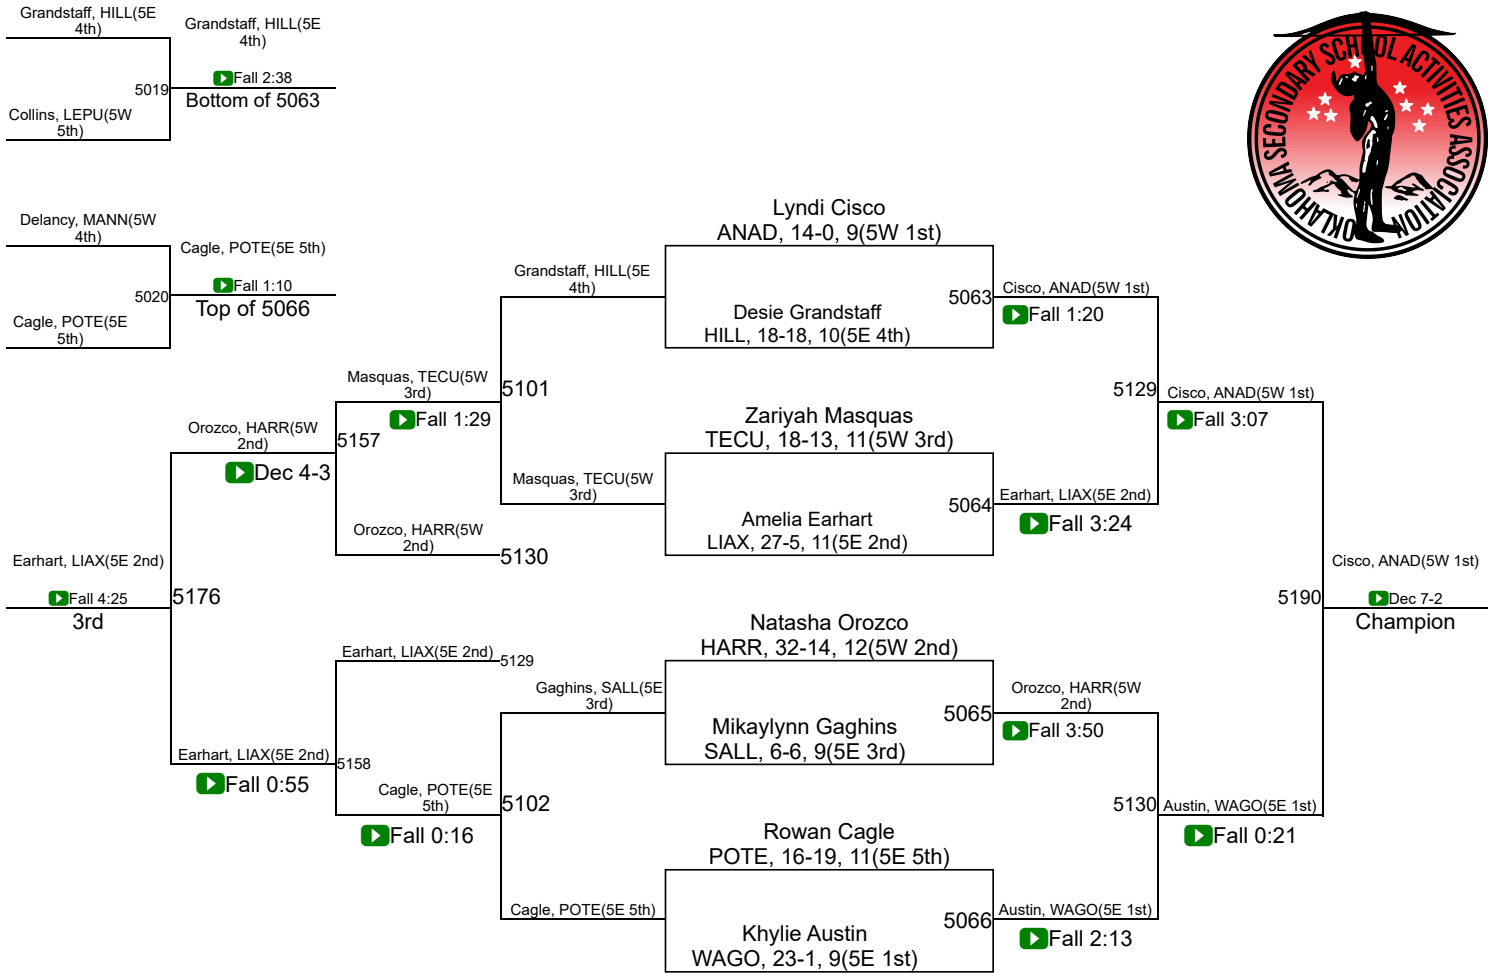 Grandstaff, HILL(5E
4th)
Grandstaff, HILL(5E
4th)
Fall 2:38
5019
Bottom of 5063
Collins, LEPU(5W
5th)
OKLAHOMA SECONDARY SCHOOL ACTIVITIES ASSOCIATION
Delancy, MANN(5W
4th)
Cagle, POTE(5E 5th)
Fall 1:10
5020
Top of 5066
Cagle, POTE(5E
5th)
Lyndi Cisco
ANAD, 14-0, 9(5W 1st)
Grandstaff, HILL(5E
4th)
5063
Cisco, ANAD(5W 1st)
Fall 1:20
Desie Grandstaff
HILL, 18-18, 10(5E 4th)
Masquas, TECU(5W
3rd)
Fall 1:29
5101
5129
Cisco, ANAD(5W 1st)
Fall 3:07
Zariyah Masquas
TECU, 18-13, 11(5W 3rd)
Orozco, HARR(5W
2nd)
Dec 4-3
5157
Masquas, TECU(5W
3rd)
5064
Earhart, LIAX(5E 2nd)
Fall 3:24
Amelia Earhart
LIAX, 27-5, 11(5E 2nd)
Orozco, HARR(5W
2nd)
5130
Earhart, LIAX(5E 2nd)
Fall 4:25
3rd
5176
5190
Cisco, ANAD(5W 1st)
Dec 7-2
Champion
Natasha Orozco
HARR, 32-14, 12(5W 2nd)
Earhart, LIAX(5E 2nd)
5129
Gaghins, SALL(5E
3rd)
5065
Orozco, HARR(5W
2nd)
Fall 3:50
Mikaylynn Gaghins
SALL, 6-6, 9(5E 3rd)
Earhart, LIAX(5E 2nd)
Fall 0:55
5158
Cagle, POTE(5E
5th)
Fall 0:16
5102
5130
Austin, WAGO(5E 1st)
Fall 0:21
Rowan Cagle
POTE, 16-19, 11(5E 5th)
Cagle, POTE(5E 5th)
5066
Austin, WAGO(5E 1st)
Fall 2:13
Khylie Austin
WAGO, 23-1, 9(5E 1st)